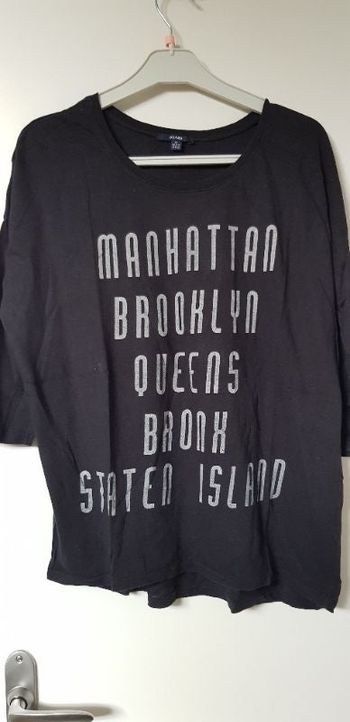 MANHATTAN
BROOKLYN
QUEENS
BRONX
STATEN ISLAND